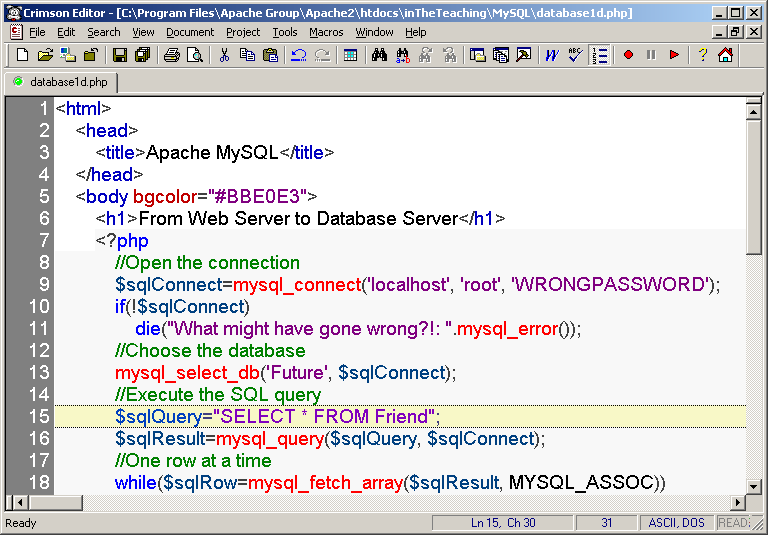 Crimson Editor - [C:\Program Files\Apache Group\Apache2\htdocs\inTheTeaching\MySQL\database1d.php]
File Edit Search View Document Project Tools Macros Window Help
database1d.php
1 <html>
2 <head>
3 <title>Apache MySQL</title>
4 </head>
5 <body bgcolor="#BBE0E3">
6 <h1>From Web Server to Database Server</h1>
7 <?php
8 //Open the connection
9 $sqlConnect=mysql_connect('localhost', 'root', 'WRONGPASSWORD');
10 if(!$sqlConnect)
11 die("What might have gone wrong?!: ".mysql_error());
12 //Choose the database
13 mysql_select_db('Future', $sqlConnect);
14 //Execute the SQL query
15 $sqlQuery="SELECT * FROM Friend";
16 $sqlResult=mysql_query($sqlQuery, $sqlConnect);
17 //One row at a time
18 while($sqlRow=mysql_fetch_array($sqlResult, MYSQL_ASSOC))
Ready Ln 15, Ch 30 31 ASCII, DOS READ